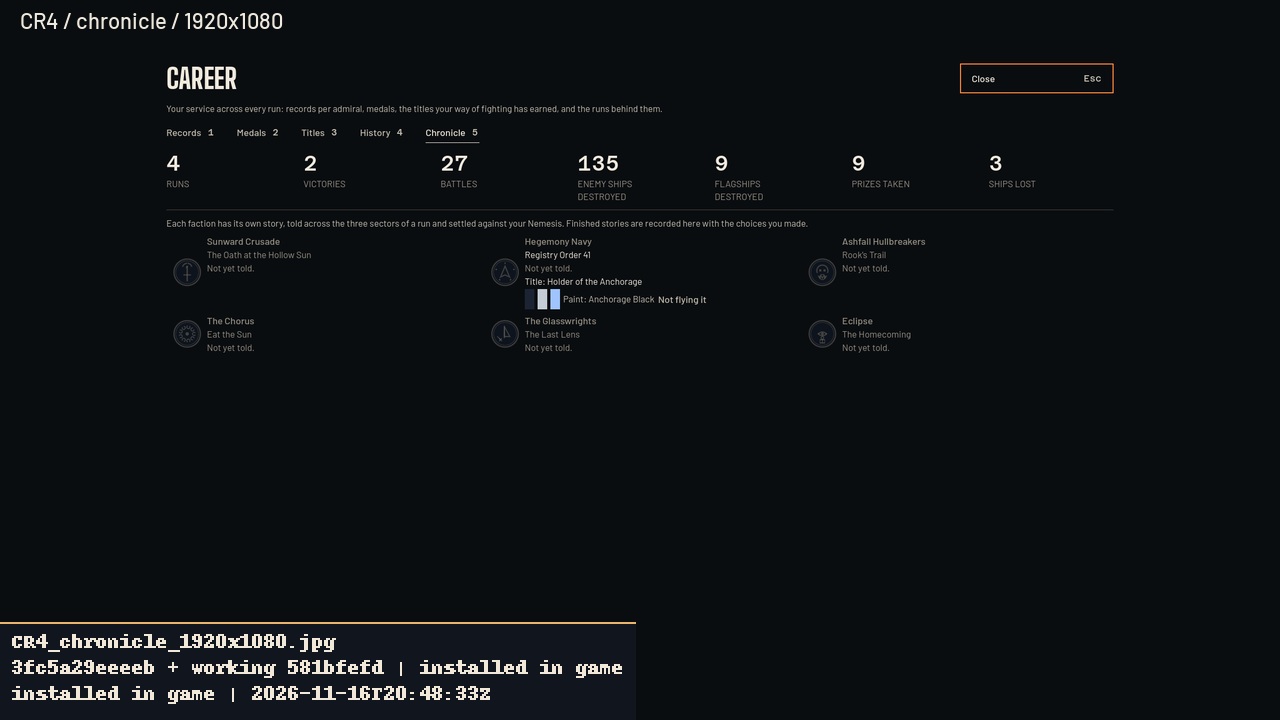 CR4 / chronicle / 1920x1080
CAREER
Close Esc
Your service across every run: records per admiral, medals, the titles your way of fighting has earned, and the runs behind them.
Records 1 Medals 2 Titles 3 History 4 Chronicle 5
4 2 27 135 9 9 3
RUNS VICTORIES BATTLES ENEMY SHIPS DESTROYED FLAGSHIPS DESTROYED PRIZES TAKEN SHIPS LOST
Each faction has its own story, told across the three sectors of a run and settled against your Nemesis. Finished stories are recorded here with the choices you made.
Sunward Crusade
The Oath at the Hollow Sun
Not yet told.
Hegemony Navy
Registry Order 41
Not yet told.
Title: Holder of the Anchorage
Paint: Anchorage Black Not flying it
Ashfall Hullbreakers
Rook's Trail
Not yet told.
The Chorus
Eat the Sun
Not yet told.
The Glasswrights
The Last Lens
Not yet told.
Eclipse
The Homecoming
Not yet told.
CR4_chronicle_1920x1080.jpg
3fc5a29eeeeb + working 581bfefd | installed in game
installed in game | 2026-11-16T20:48:33Z